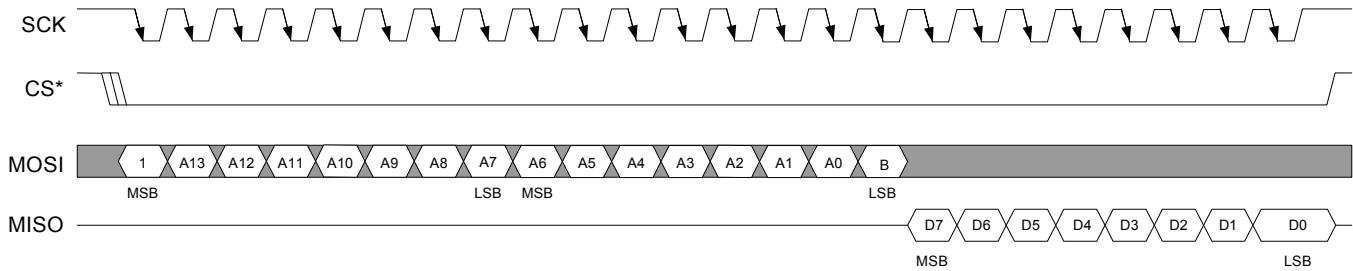 SCK
CS*
MOSI 1 A13 A12 A11 A10 A9 A8 A7 A6 A5 A4 A3 A2 A1 A0 B
MSB LSB MSB LSB
MISO D7 D6 D5 D4 D3 D2 D1 D0
MSB LSB